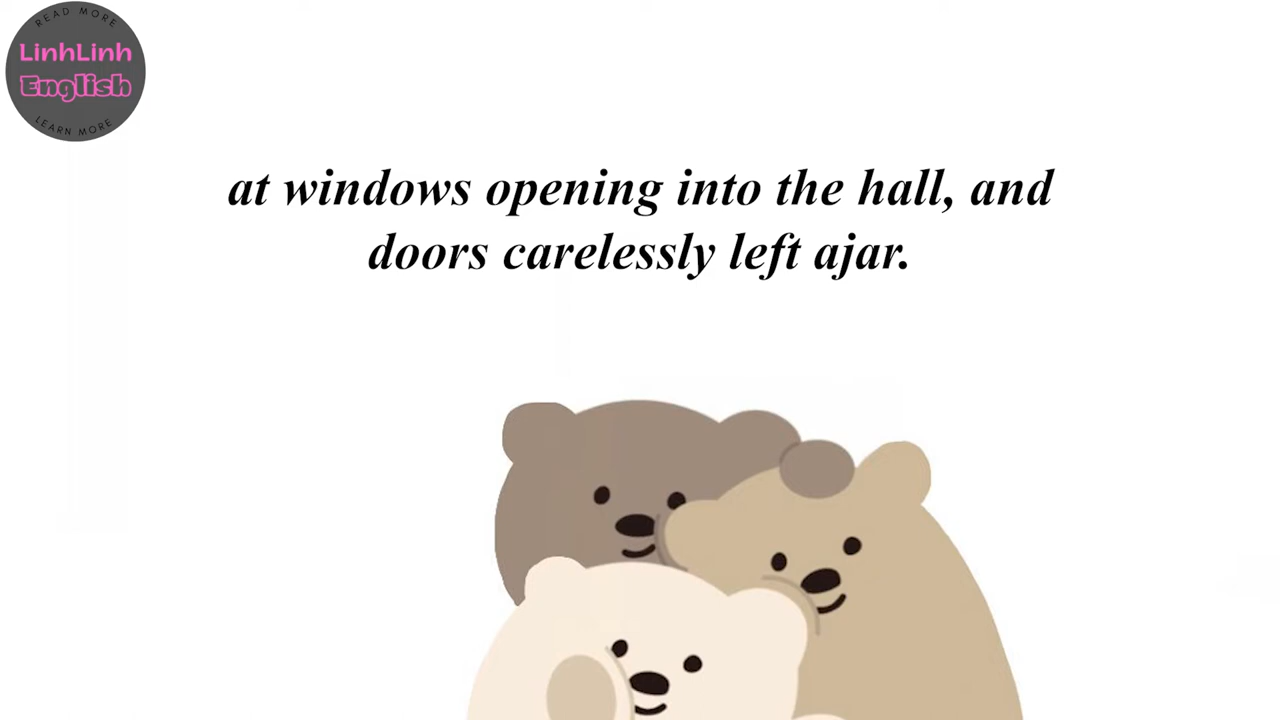 READ MORE
LinhLinh
English
LEARN MORE
at windows opening into the hall, and
doors carelessly left ajar.